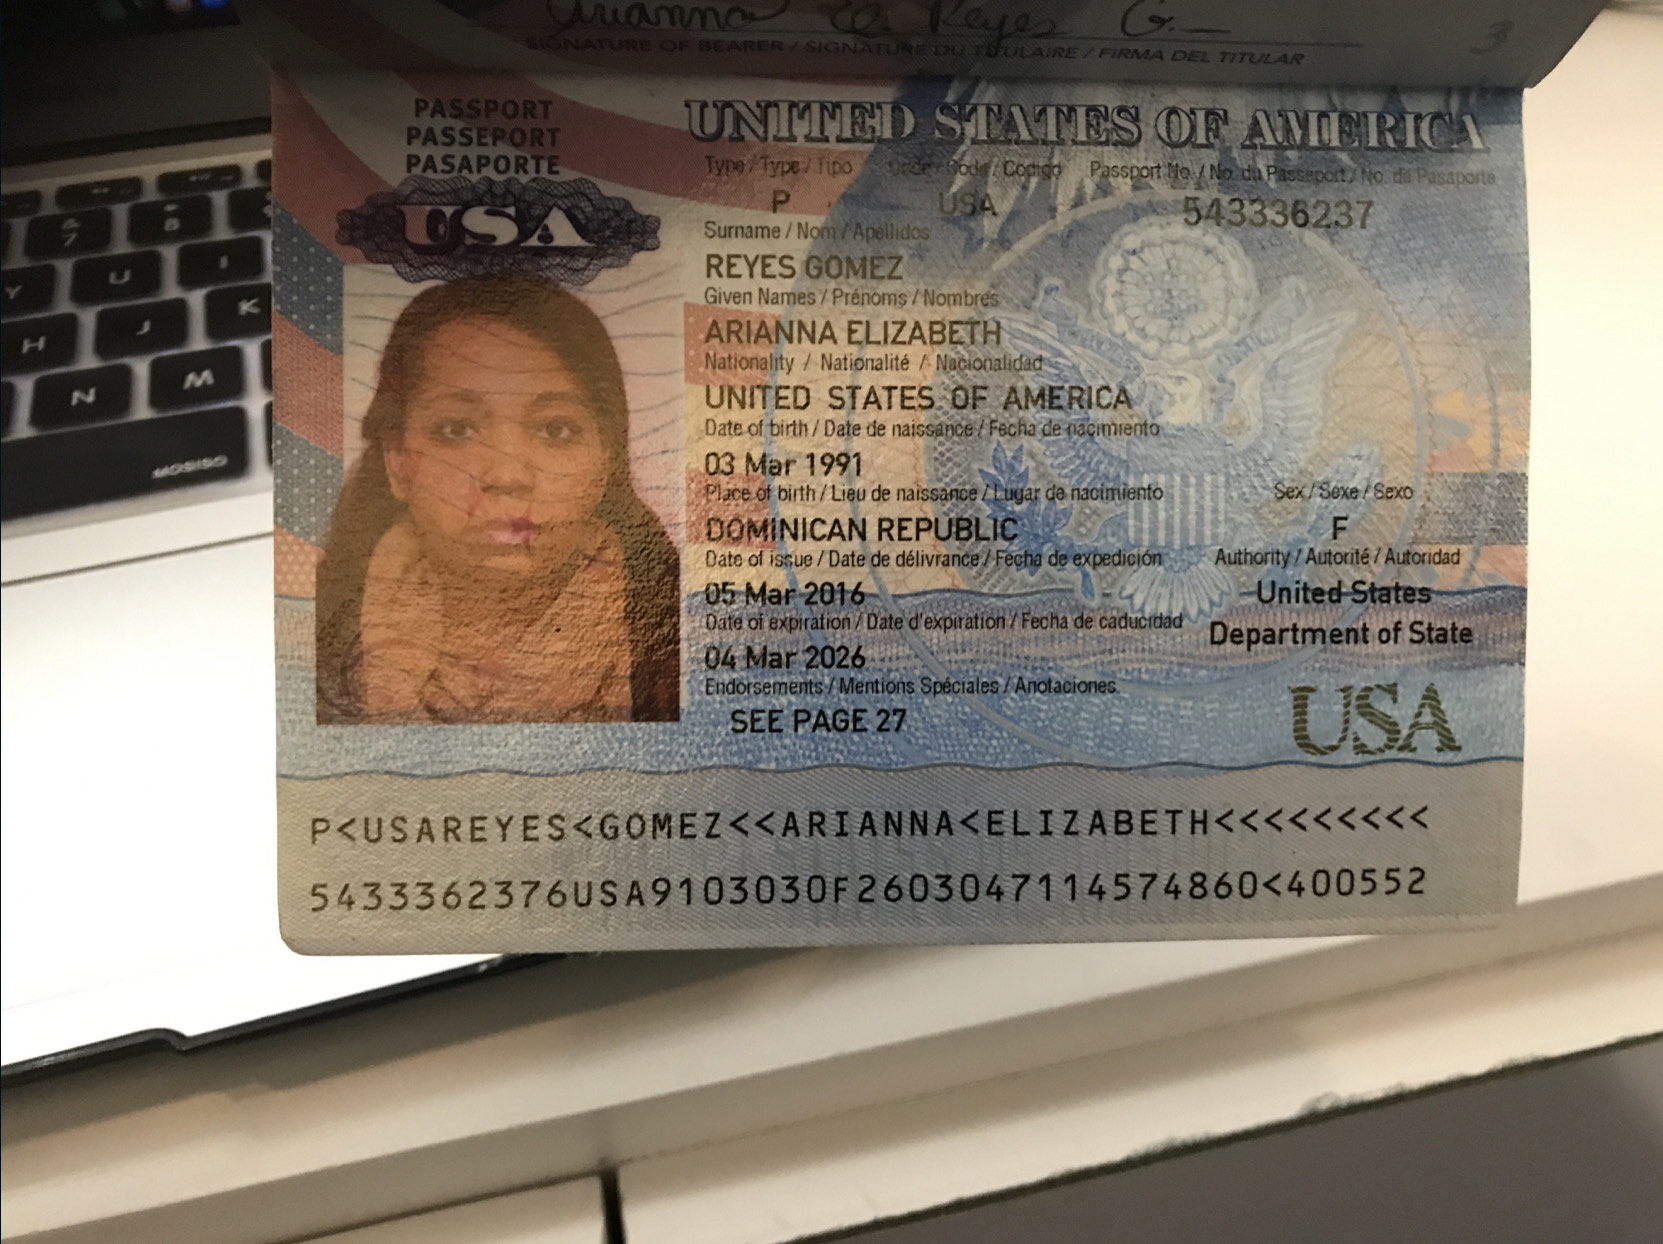 Arianna El. Reyes G.
3
SIGNATURE OF BEARER / SIGNATURE DU TITULAIRE / FIRMA DEL TITULAR
PASSPORT
PASSEPORT
PASAPORTE
USA
UNITED STATES OF AMERICA
Type / Type / Tipo Code / Code / Codigo Passport No. / No. du Passeport / No. de Pasaporte
P USA 543336237
Surname / Nom / Apellidos
REYES GOMEZ
Given Names / Prénoms / Nombres
ARIANNA ELIZABETH
Nationality / Nationalité / Nacionalidad
UNITED STATES OF AMERICA
Date of birth / Date de naissance / Fecha de nacimiento
03 Mar 1991
Place of birth / Lieu de naissance / Lugar de nacimiento Sex / Sexe / Sexo
DOMINICAN REPUBLIC F
Date of issue / Date de délivrance / Fecha de expedición Authority / Autorité / Autoridad
05 Mar 2016 United States
Date of expiration / Date d'expiration / Fecha de caducidad Department of State
04 Mar 2026
Endorsements / Mentions Spéciales / Anotaciones
SEE PAGE 27
USA
P<USAREYES<GOMEZ<<ARIANNA<ELIZABETH<<<<<<<<<
5433362376USA9103030F2603047114574860<400552
& 7
* 8
Y U I
H J K
N M
MOSISO